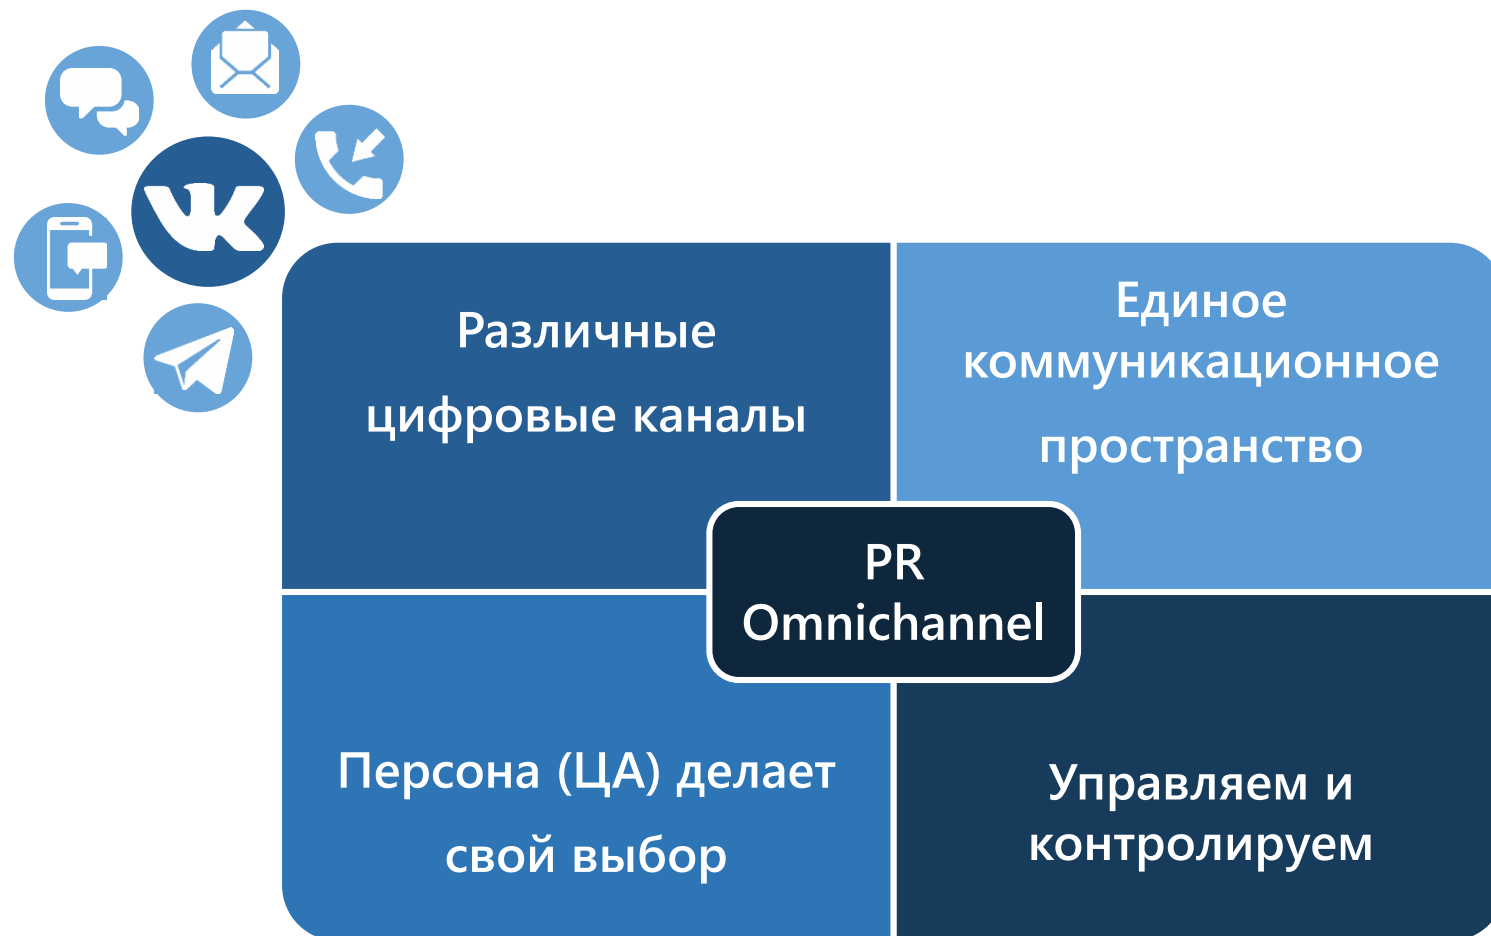 Различные
цифровые каналы
Единое
коммуникационное
пространство
PR
Omnichannel
Персона (ЦА) делает
свой выбор
Управляем и
контролируем